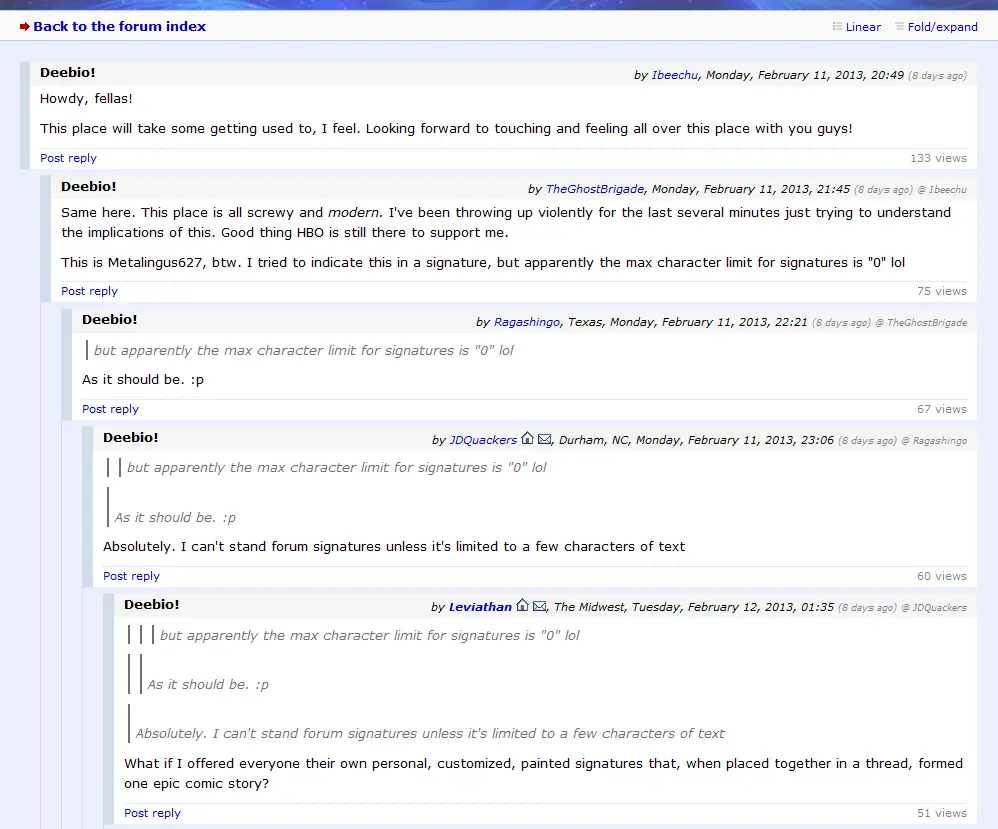 Back to the forum index
Linear Fold/expand
Deebio!
by Ibeechu, Monday, February 11, 2013, 20:49 (8 days ago)
Howdy, fellas!
This place will take some getting used to, I feel. Looking forward to touching and feeling all over this place with you guys!
Post reply
133 views
Deebio!
by TheGhostBrigade, Monday, February 11, 2013, 21:45 (8 days ago) @ Ibeechu
Same here. This place is all screwy and modern. I've been throwing up violently for the last several minutes just trying to understand
the implications of this. Good thing HBO is still there to support me.
This is Metalingus627, btw. I tried to indicate this in a signature, but apparently the max character limit for signatures is "0" lol
Post reply
75 views
Deebio!
by Ragashingo, Texas, Monday, February 11, 2013, 22:21 (8 days ago) @ TheGhostBrigade
but apparently the max character limit for signatures is "0" lol
As it should be. :p
Post reply
67 views
Deebio!
by JDQuackers , Durham, NC, Monday, February 11, 2013, 23:06 (8 days ago) @ Ragashingo
but apparently the max character limit for signatures is "0" lol
As it should be. :p
Absolutely. I can't stand forum signatures unless it's limited to a few characters of text
Post reply
60 views
Deebio!
by Leviathan , The Midwest, Tuesday, February 12, 2013, 01:35 (8 days ago) @ JDQuackers
but apparently the max character limit for signatures is "0" lol
As it should be. :p
Absolutely. I can't stand forum signatures unless it's limited to a few characters of text
What if I offered everyone their own personal, customized, painted signatures that, when placed together in a thread, formed
one epic comic story?
Post reply
51 views